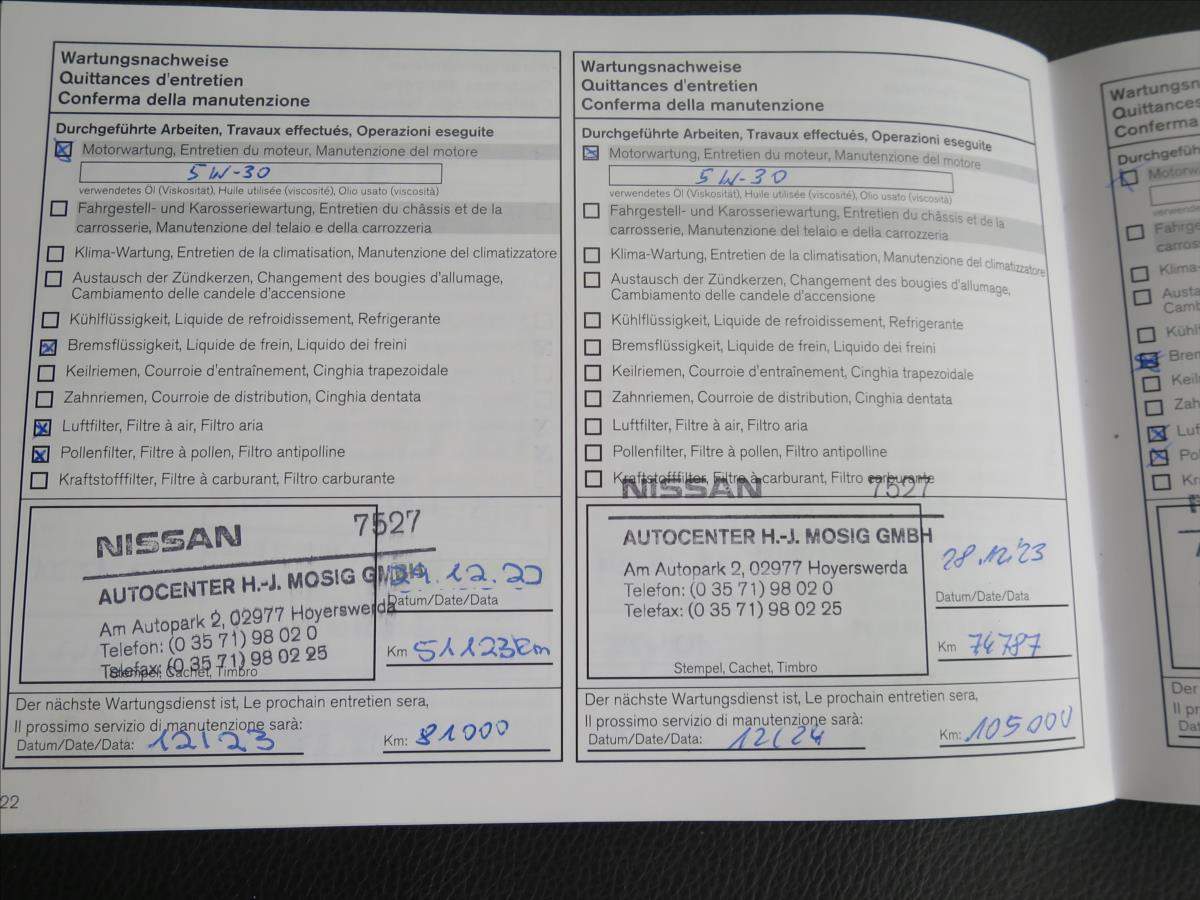 Wartungsnachweise
Quittances d'entretien
Conferma della manutenzione
Durchgeführte Arbeiten, Travaux effectués, Operazioni eseguite
Motorwartung, Entretien du moteur, Manutenzione del motore
5W-30
verwendetes Öl (Viskosität), Huile utilisée (viscosité), Olio usato (viscosità)
Fahrgestell- und Karosseriewartung, Entretien du châssis et de la
carrosserie, Manutenzione del telaio e della carrozzeria
Klima-Wartung, Entretien de la climatisation, Manutenzione del climatizzatore
Austausch der Zündkerzen, Changement des bougies d'allumage,
Cambiamento delle candele d'accensione
Kühlflüssigkeit, Liquide de refroidissement, Refrigerante
Bremsflüssigkeit, Liquide de frein, Liquido dei freini
Keilriemen, Courroie d'entraînement, Cinghia trapezoidale
Zahnriemen, Courroie de distribution, Cinghia dentata
Luftfilter, Filtre à air, Filtro aria
Pollenfilter, Filtre à pollen, Filtro antipolline
Kraftstofffilter, Filtre à carburant, Filtro carburante
NISSAN 7527
AUTOCENTER H.-J. MOSIG GMBH
Am Autopark 2, 02977 Hoyerswerda
Telefon: (0 35 71) 98 02 0
Telefax: (0 35 71) 98 02 25
Stempel, Cachet, Timbro
Datum/Date/Data
Km 51123km
Der nächste Wartungsdienst ist, Le prochain entretien sera,
Il prossimo servizio di manutenzione sarà:
Datum/Date/Data: 12/23 Km: 81000
22
Wartungsnachweise
Quittances d'entretien
Conferma della manutenzione
Durchgeführte Arbeiten, Travaux effectués, Operazioni eseguite
Motorwartung, Entretien du moteur, Manutenzione del motore
5W-30
verwendetes Öl (Viskosität), Huile utilisée (viscosité), Olio usato (viscosità)
Fahrgestell- und Karosseriewartung, Entretien du châssis et de la
carrosserie, Manutenzione del telaio e della carrozzeria
Klima-Wartung, Entretien de la climatisation, Manutenzione del climatizzatore
Austausch der Zündkerzen, Changement des bougies d'allumage,
Cambiamento delle candele d'accensione
Kühlflüssigkeit, Liquide de refroidissement, Refrigerante
Bremsflüssigkeit, Liquide de frein, Liquido dei freini
Keilriemen, Courroie d'entraînement, Cinghia trapezoidale
Zahnriemen, Courroie de distribution, Cinghia dentata
Luftfilter, Filtre à air, Filtro aria
Pollenfilter, Filtre à pollen, Filtro antipolline
Kraftstofffilter, Filtre à carburant, Filtro carburante
NISSAN 7527
AUTOCENTER H.-J. MOSIG GMBH
Am Autopark 2, 02977 Hoyerswerda
Telefon: (0 35 71) 98 02 0
Telefax: (0 35 71) 98 02 25
Stempel, Cachet, Timbro
28.12.23
Datum/Date/Data
Km 74787
Der nächste Wartungsdienst ist, Le prochain entretien sera,
Il prossimo servizio di manutenzione sarà:
Datum/Date/Data: 12/24 Km: 105000
Quittances
Conferma